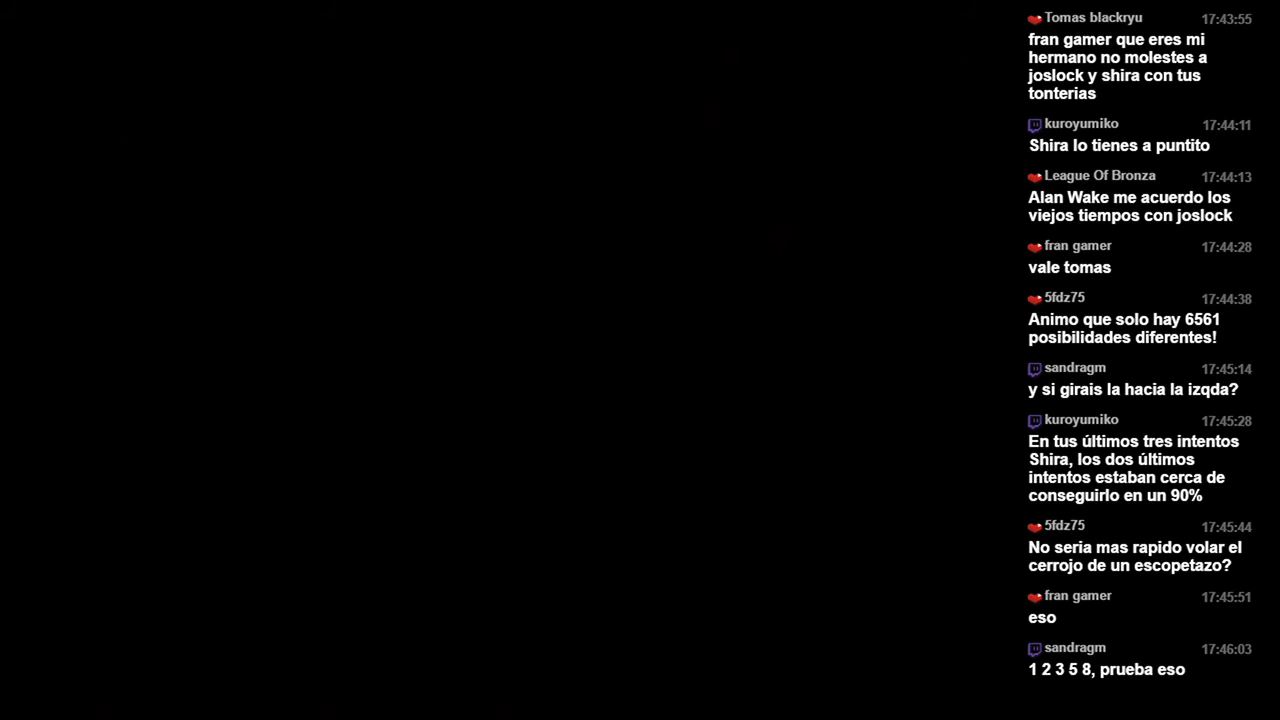 Tomas blackryu 17:43:55
fran gamer que eres mi
hermano no molestes a
joslock y shira con tus
tonterias
kuroyumiko 17:44:11
Shira lo tienes a puntito
League Of Bronza 17:44:13
Alan Wake me acuerdo los
viejos tiempos con joslock
fran gamer 17:44:28
vale tomas
5fdz75 17:44:38
Animo que solo hay 6561
posibilidades diferentes!
sandragm 17:45:14
y si girais la hacia la izqda?
kuroyumiko 17:45:28
En tus últimos tres intentos
Shira, los dos últimos
intentos estaban cerca de
conseguirlo en un 90%
5fdz75 17:45:44
No seria mas rapido volar el
cerrojo de un escopetazo?
fran gamer 17:45:51
eso
sandragm 17:46:03
1 2 3 5 8, prueba eso